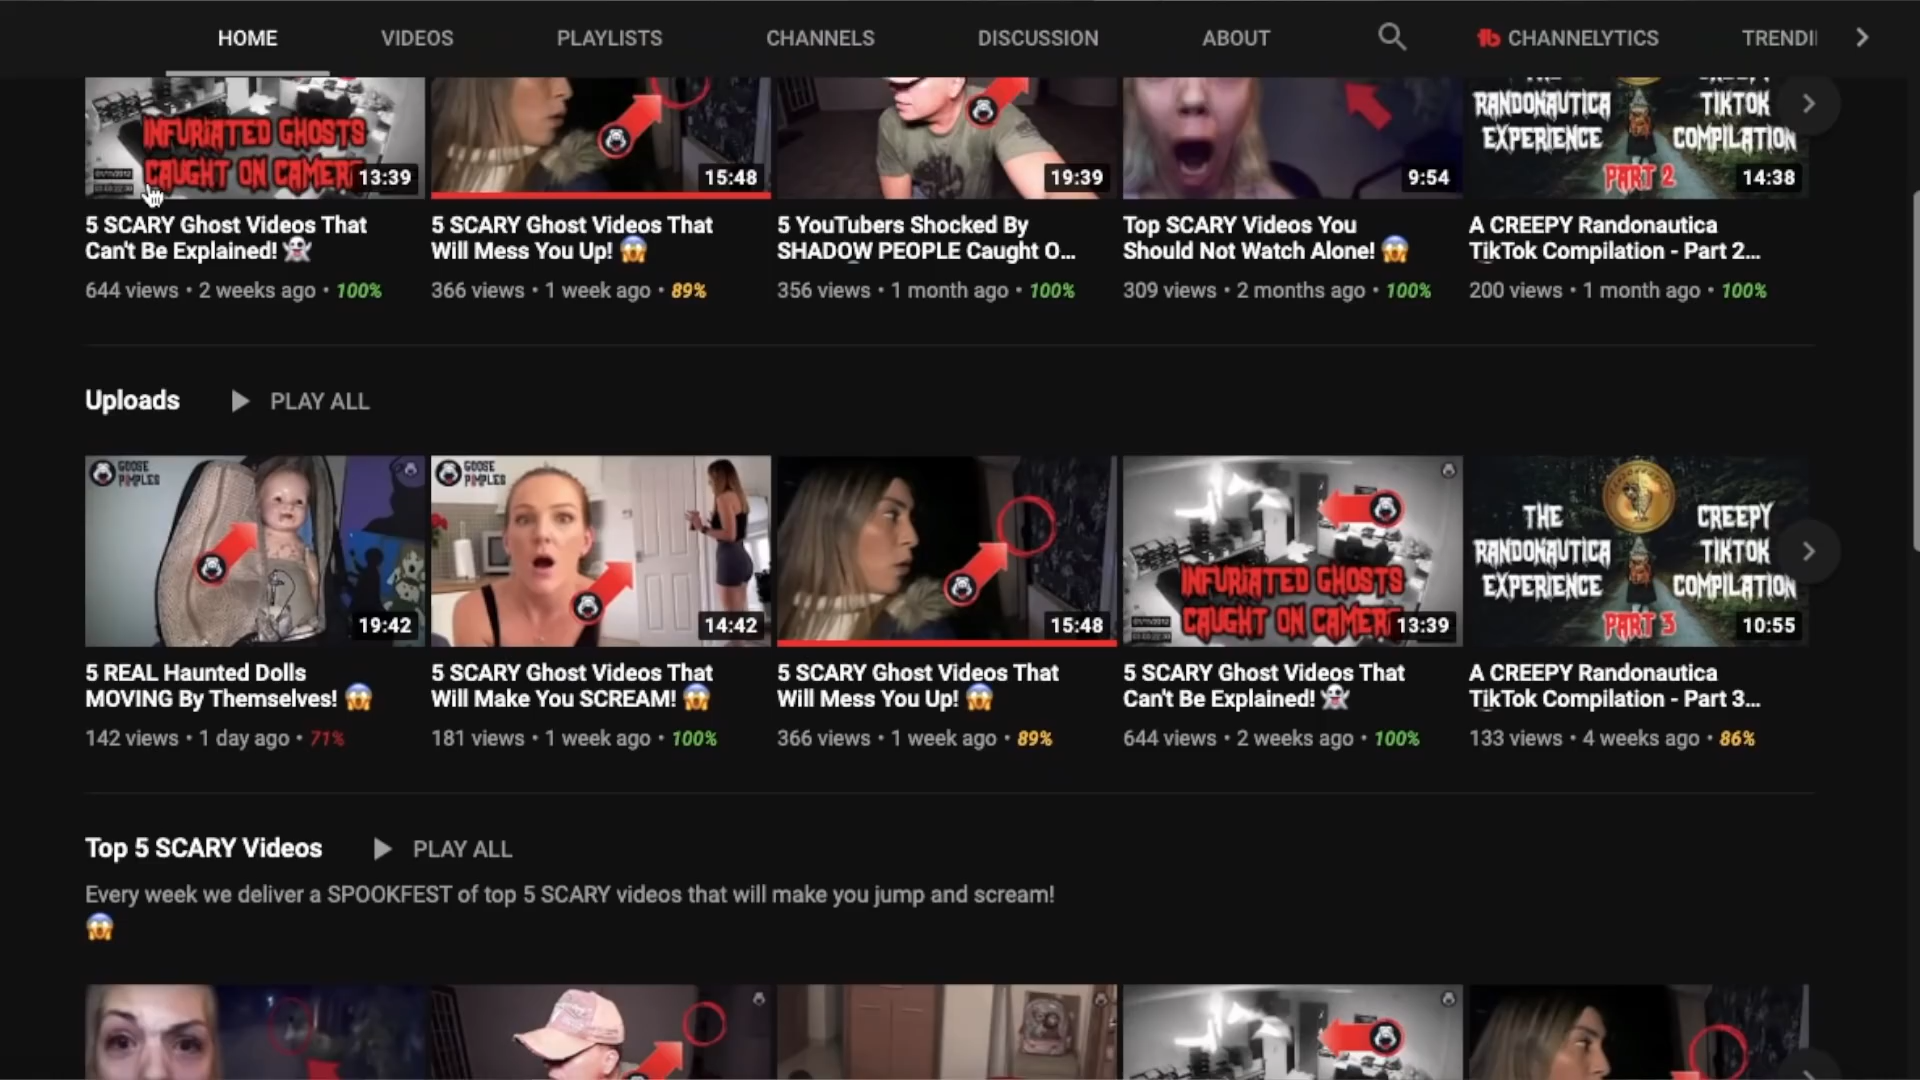 HOME VIDEOS PLAYLISTS CHANNELS DISCUSSION ABOUT CHANNELYTICS
INFURIATED GHOSTS
CAUGHT ON CAMER
13:39
15:48
19:39
9:54
RANDONAUTICA
EXPERIENCE
TIKTOK
COMPILATION
PART 2
14:38
5 SCARY Ghost Videos That
Can't Be Explained! 👻
644 views • 2 weeks ago • 100%
5 SCARY Ghost Videos That
Will Mess You Up! 😱
366 views • 1 week ago • 89%
5 YouTubers Shocked By
SHADOW PEOPLE Caught O...
356 views • 1 month ago • 100%
Top SCARY Videos You
Should Not Watch Alone! 😱
309 views • 2 months ago • 100%
A CREEPY Randonautica
TikTok Compilation - Part 2...
200 views • 1 month ago • 100%
Uploads PLAY ALL
GOOSE
PIMPLES
19:42
GOOSE
PIMPLES
14:42
15:48
INFURIATED GHOSTS
CAUGHT ON CAMER
13:39
THE
RANDONAUTICA
EXPERIENCE
CREEPY
TIKTOK
COMPILATION
PART 3
10:55
5 REAL Haunted Dolls
MOVING By Themselves! 😱
142 views • 1 day ago • 71%
5 SCARY Ghost Videos That
Will Make You SCREAM! 😱
181 views • 1 week ago • 100%
5 SCARY Ghost Videos That
Will Mess You Up! 😱
366 views • 1 week ago • 89%
5 SCARY Ghost Videos That
Can't Be Explained! 👻
644 views • 2 weeks ago • 100%
A CREEPY Randonautica
TikTok Compilation - Part 3...
133 views • 4 weeks ago • 86%
Top 5 SCARY Videos PLAY ALL
Every week we deliver a SPOOKFEST of top 5 SCARY videos that will make you jump and scream!
😱